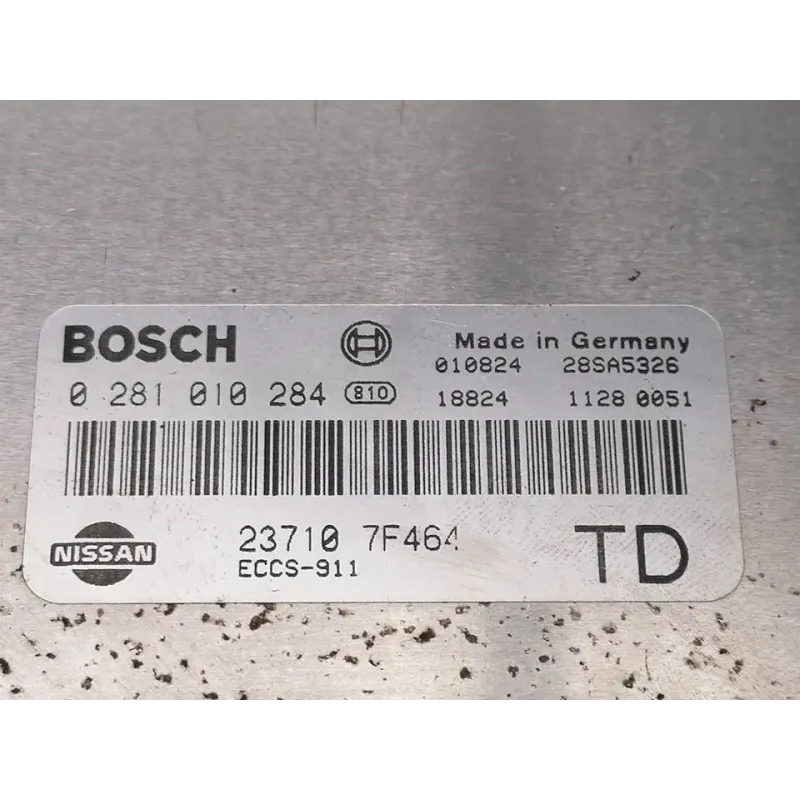 BOSCH Made in Germany
010824 28SA5326
0 281 010 284 810 18824 1128 0051
NISSAN 23710 7F464 TD
ECCS-911